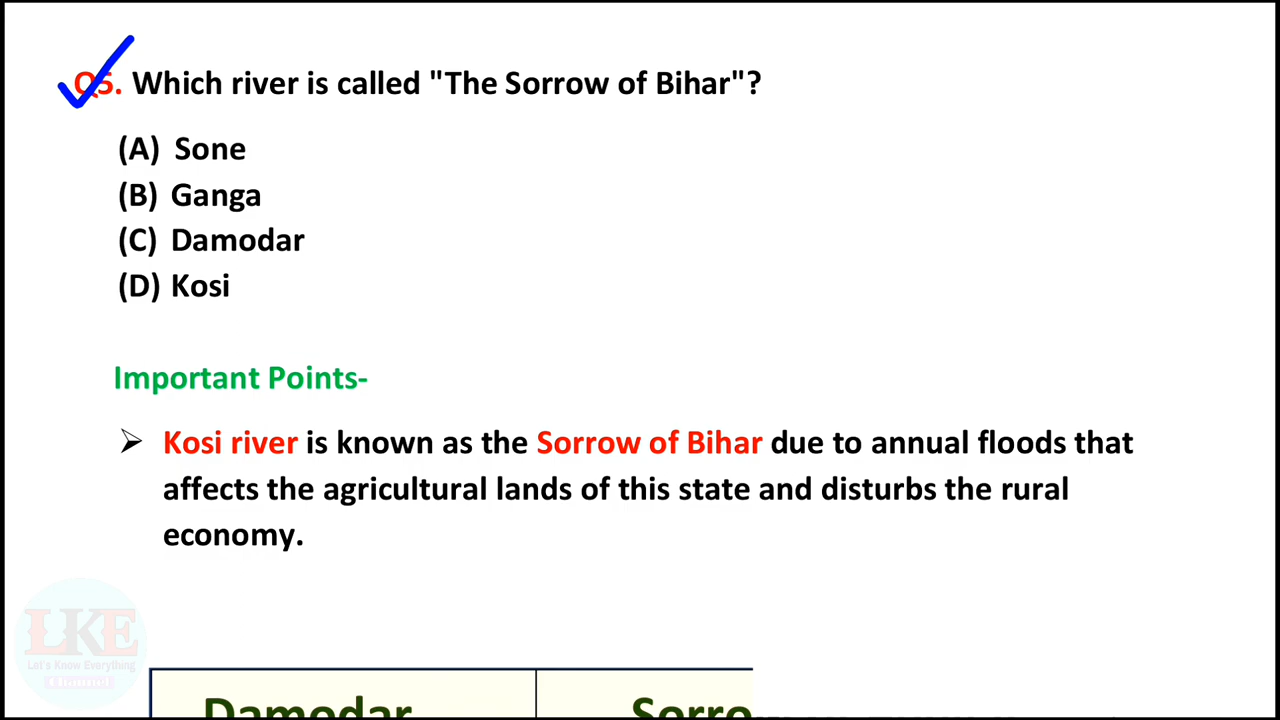 Q5. Which river is called "The Sorrow of Bihar"?
(A) Sone
(B) Ganga
(C) Damodar
(D) Kosi
Important Points-
➢ Kosi river is known as the Sorrow of Bihar due to annual floods that
affects the agricultural lands of this state and disturbs the rural
economy.
LKE
Let's Know Everything
Damodar